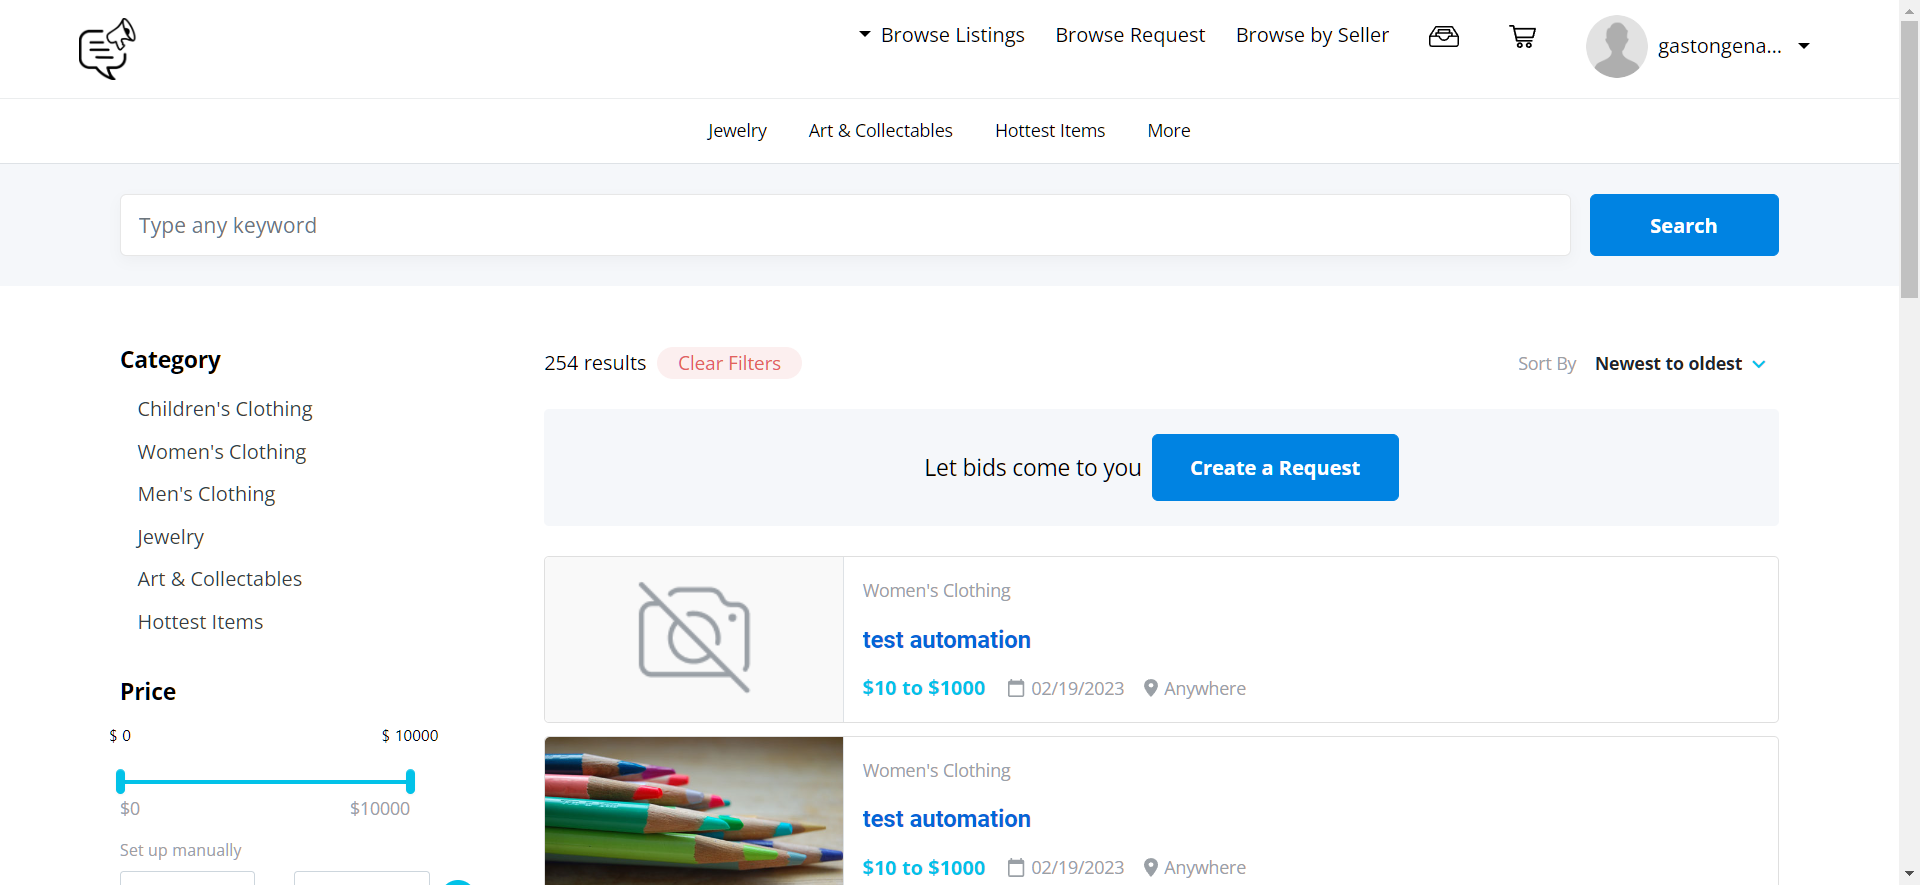 Browse Listings Browse Request Browse by Seller gastongena...
Jewelry Art & Collectables Hottest Items More
Type any keyword Search
Category
Children's Clothing
Women's Clothing
Men's Clothing
Jewelry
Art & Collectables
Hottest Items
Price
$ 0 $ 10000
$0 $10000
Set up manually
254 results Clear Filters Sort By Newest to oldest
Let bids come to you Create a Request
Women's Clothing
test automation
$10 to $1000 02/19/2023 Anywhere
Women's Clothing
test automation
$10 to $1000 02/19/2023 Anywhere